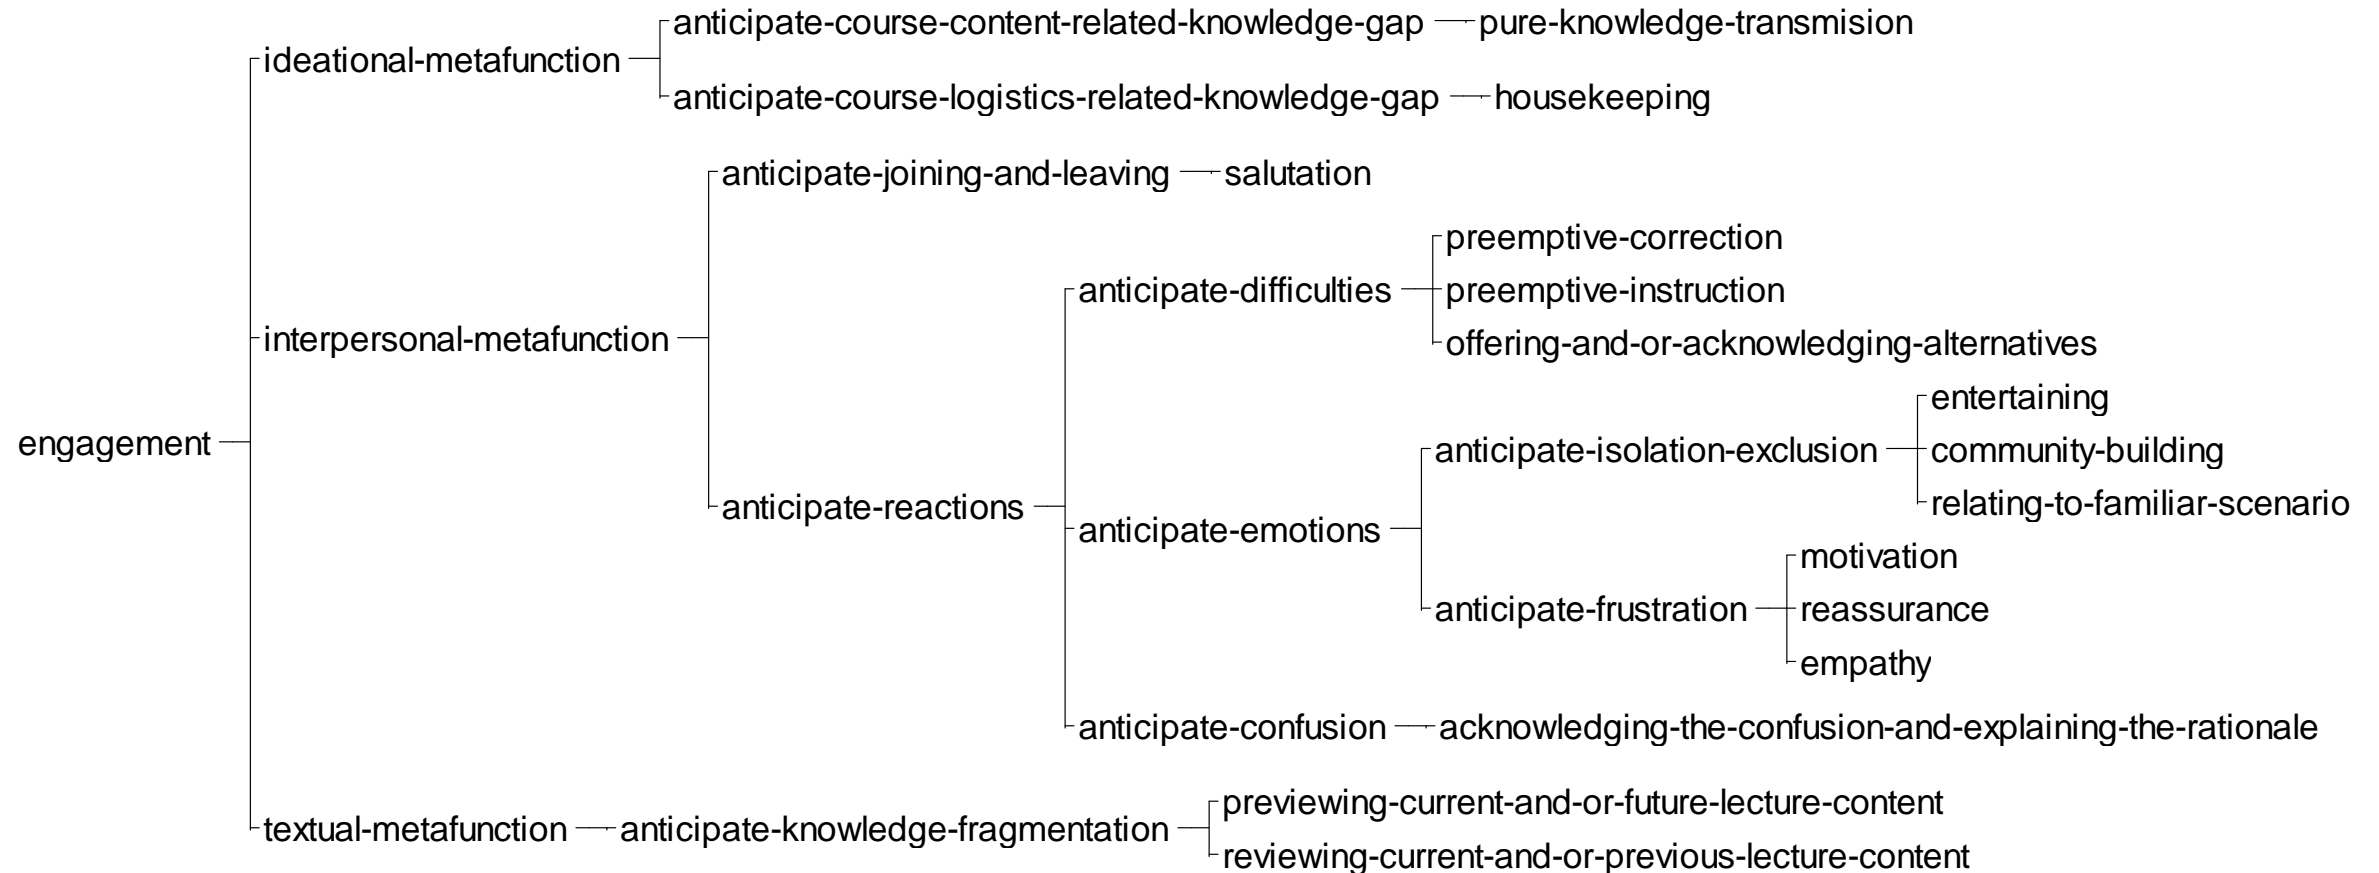 anticipate-course-content-related-knowledge-gap pure-knowledge-transmision
ideational-metafunction
anticipate-course-logistics-related-knowledge-gap housekeeping
anticipate-joining-and-leaving salutation
preemptive-correction
anticipate-difficulties preemptive-instruction
interpersonal-metafunction offering-and-or-acknowledging-alternatives
entertaining
engagement anticipate-isolation-exclusion community-building
anticipate-reactions relating-to-familiar-scenario
anticipate-emotions
motivation
anticipate-frustration reassurance
empathy
anticipate-confusion acknowledging-the-confusion-and-explaining-the-rationale
previewing-current-and-or-future-lecture-content
textual-metafunction anticipate-knowledge-fragmentation
reviewing-current-and-or-previous-lecture-content